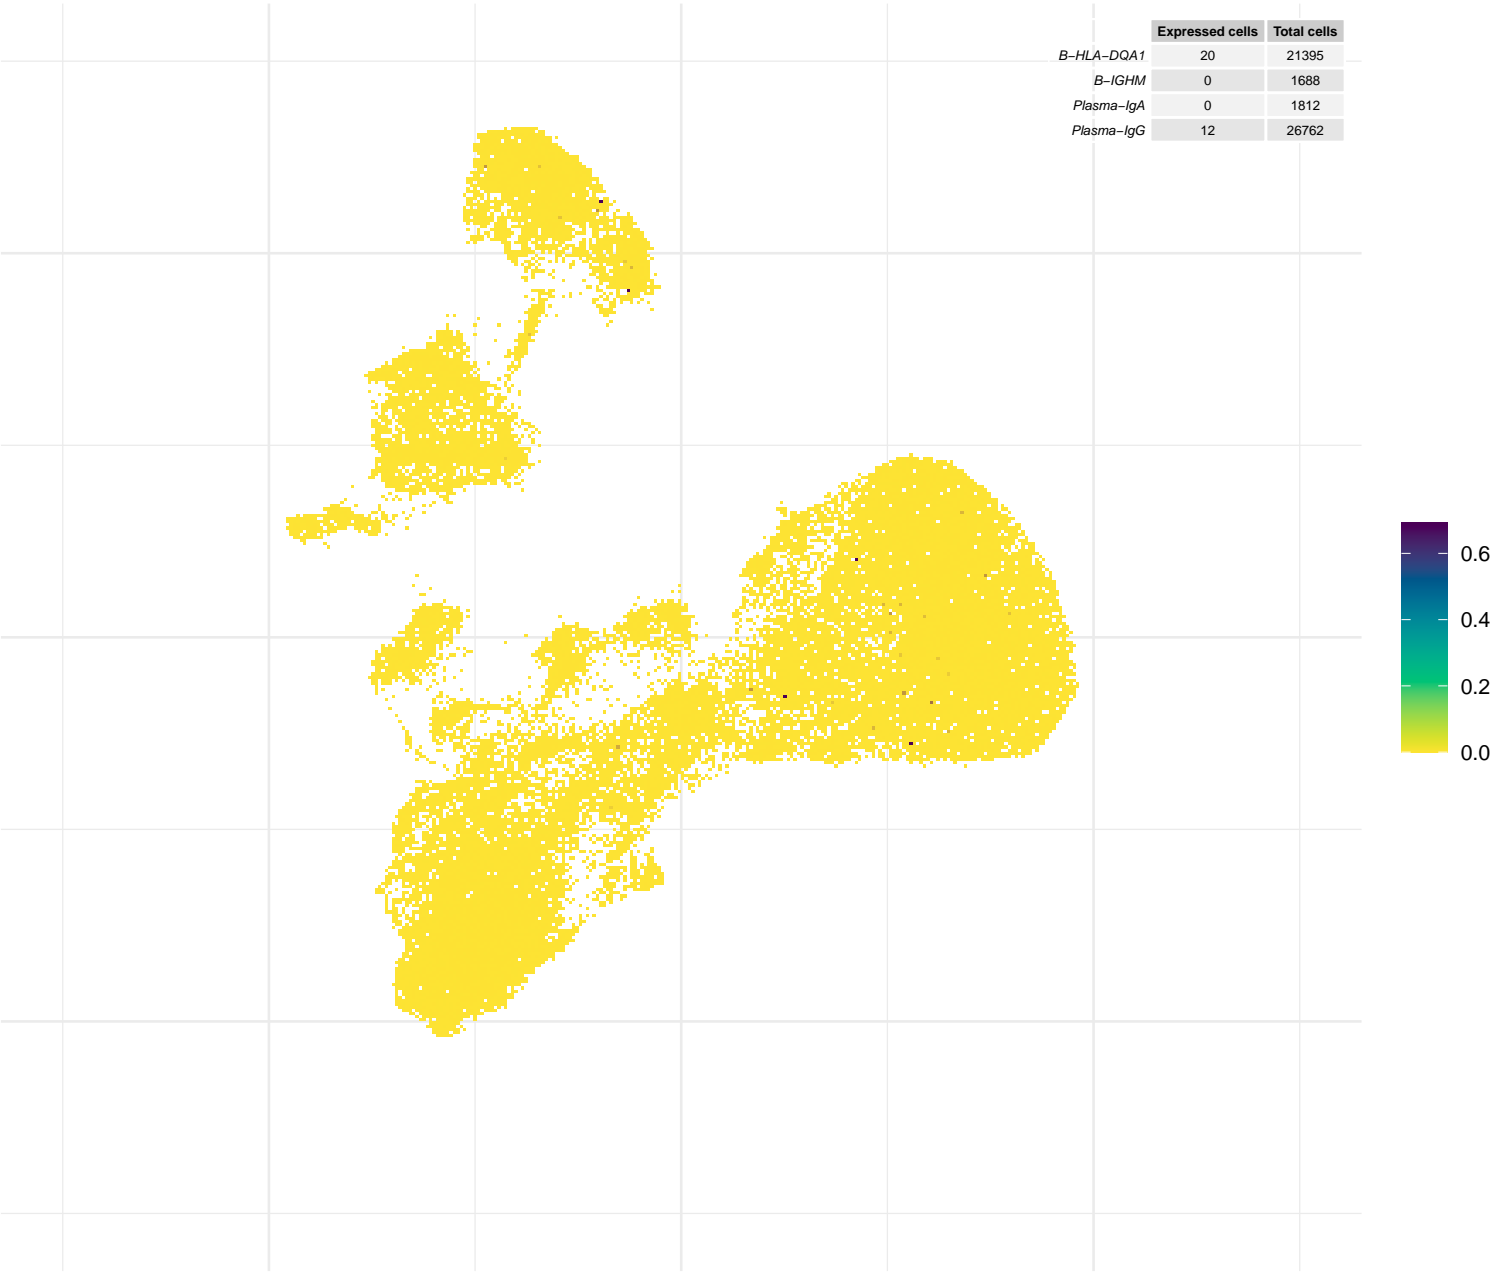 Expressed cells Total cells
B−HLA−DQA1 20 21395
B−IGHM 0 1688
Plasma−IgA 0 1812
Plasma−IgG 12 26762
0.6
0.4
0.2
0.0